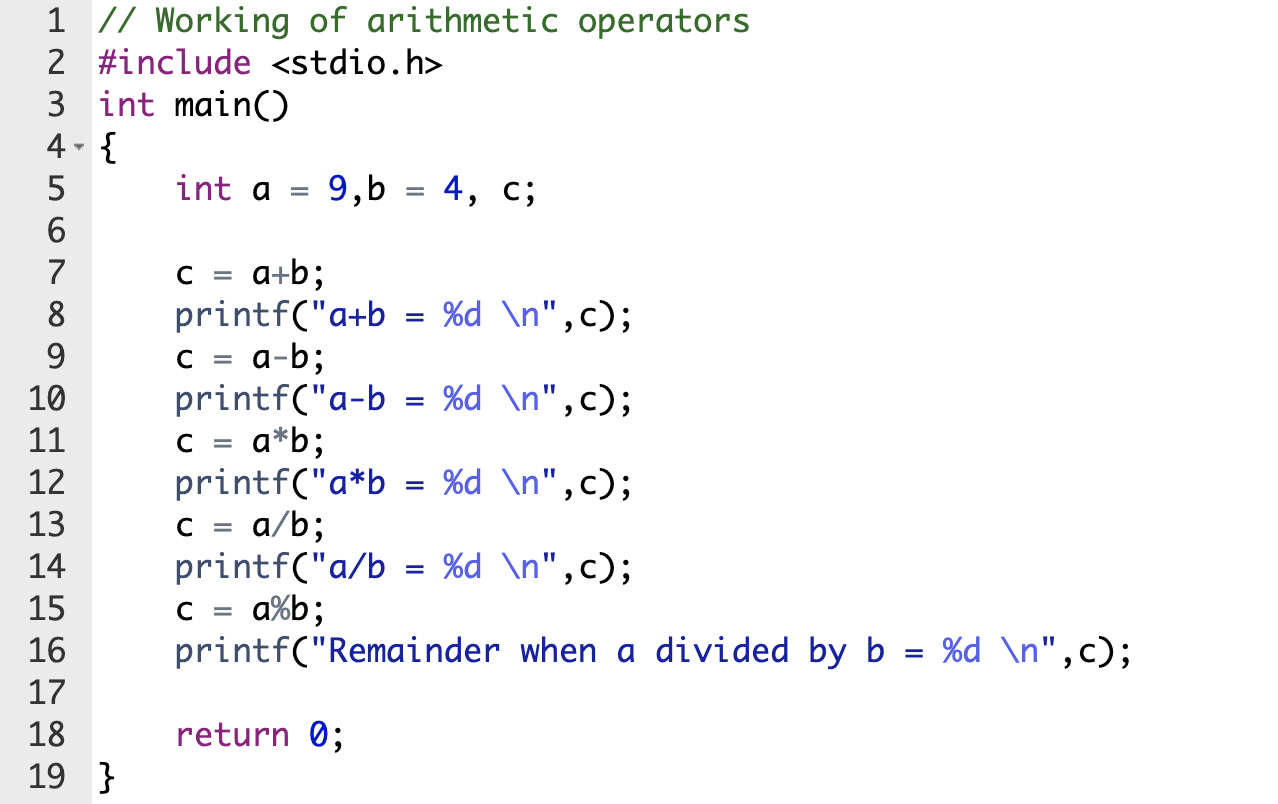 1 // Working of arithmetic operators
2 #include <stdio.h>
3 int main()
4 {
5     int a = 9,b = 4, c;
6
7     c = a+b;
8     printf("a+b = %d \n",c);
9     c = a-b;
10     printf("a-b = %d \n",c);
11     c = a*b;
12     printf("a*b = %d \n",c);
13     c = a/b;
14     printf("a/b = %d \n",c);
15     c = a%b;
16     printf("Remainder when a divided by b = %d \n",c);
17
18     return 0;
19 }